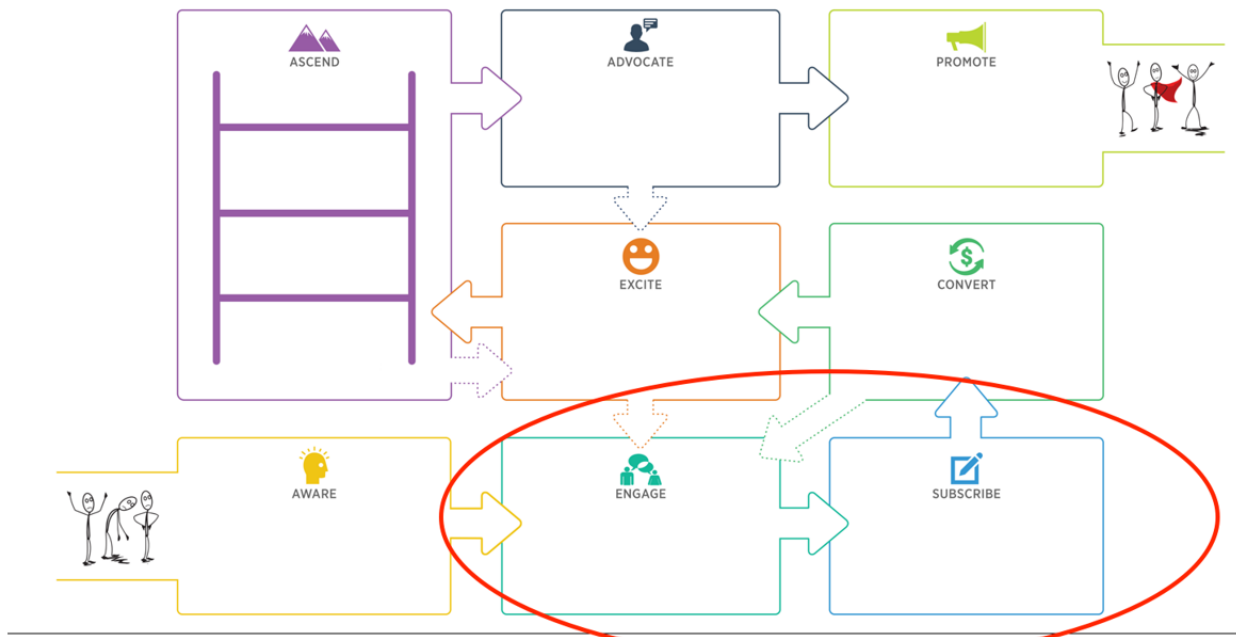 ASCEND
ADVOCATE
PROMOTE
EXCITE
$
CONVERT
AWARE
ENGAGE
SUBSCRIBE